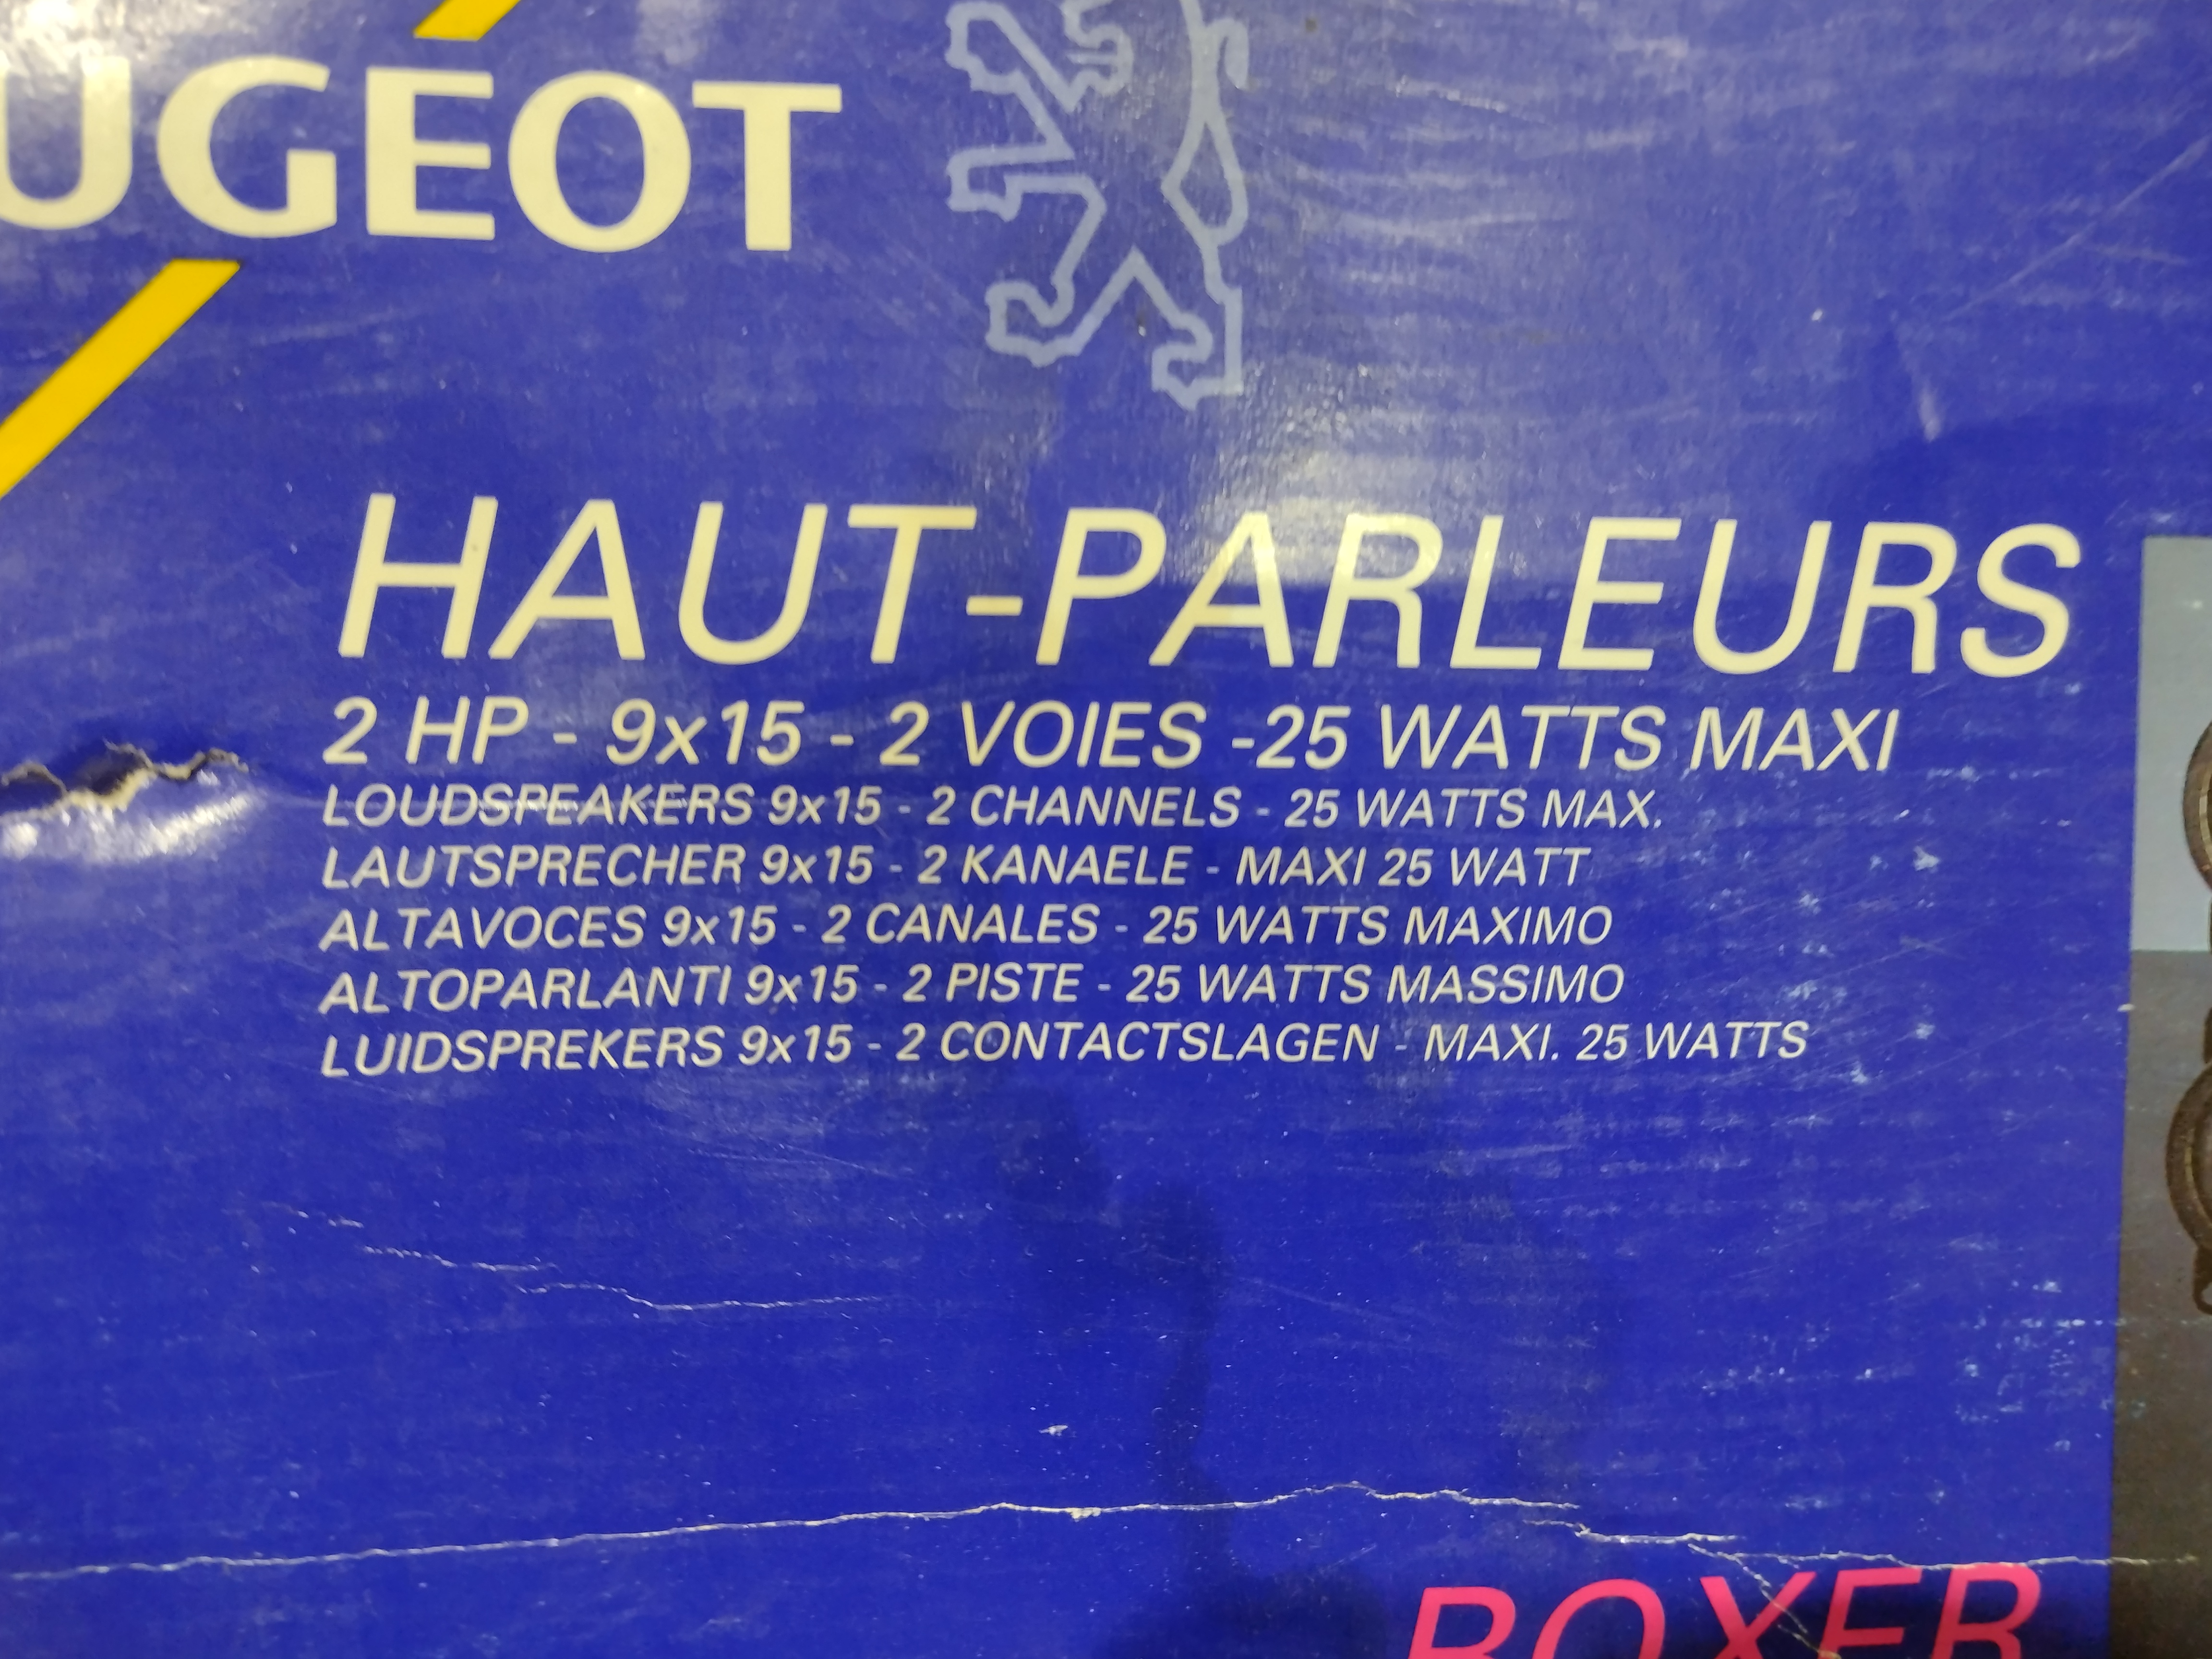 UGEOT
HAUT-PARLEURS
2 HP - 9x15 - 2 VOIES -25 WATTS MAXI
LOUDSPEAKERS 9x15 - 2 CHANNELS - 25 WATTS MAX.
LAUTSPRECHER 9x15 - 2 KANAELE - MAXI 25 WATT
ALTAVOCES 9x15 - 2 CANALES - 25 WATTS MAXIMO
ALTOPARLANTI 9x15 - 2 PISTE - 25 WATTS MASSIMO
LUIDSPREKERS 9x15 - 2 CONTACTSLAGEN - MAXI. 25 WATTS
BOXER